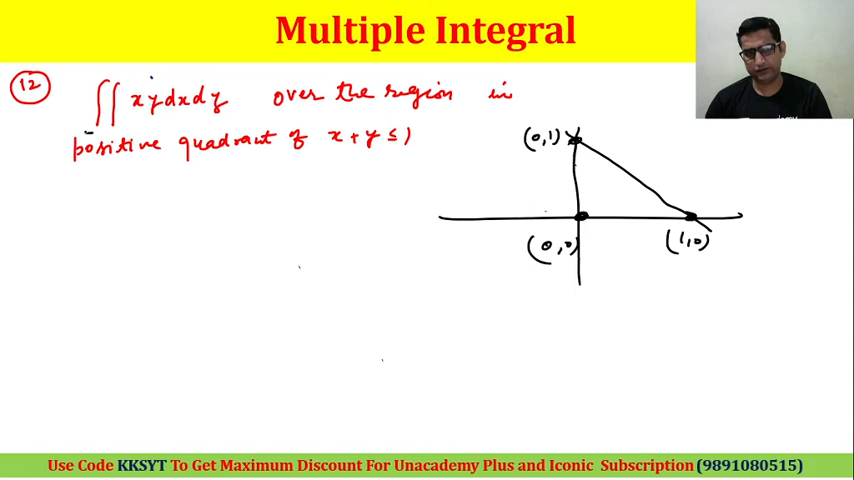 Multiple Integral
12
∬ xy dx dy over the region in
positive quadrant of x + y ≤ 1
(0,1)
(0,0)
(1,0)
Use Code KKSYT To Get Maximum Discount For Unacademy Plus and Iconic Subscription (9891080515)